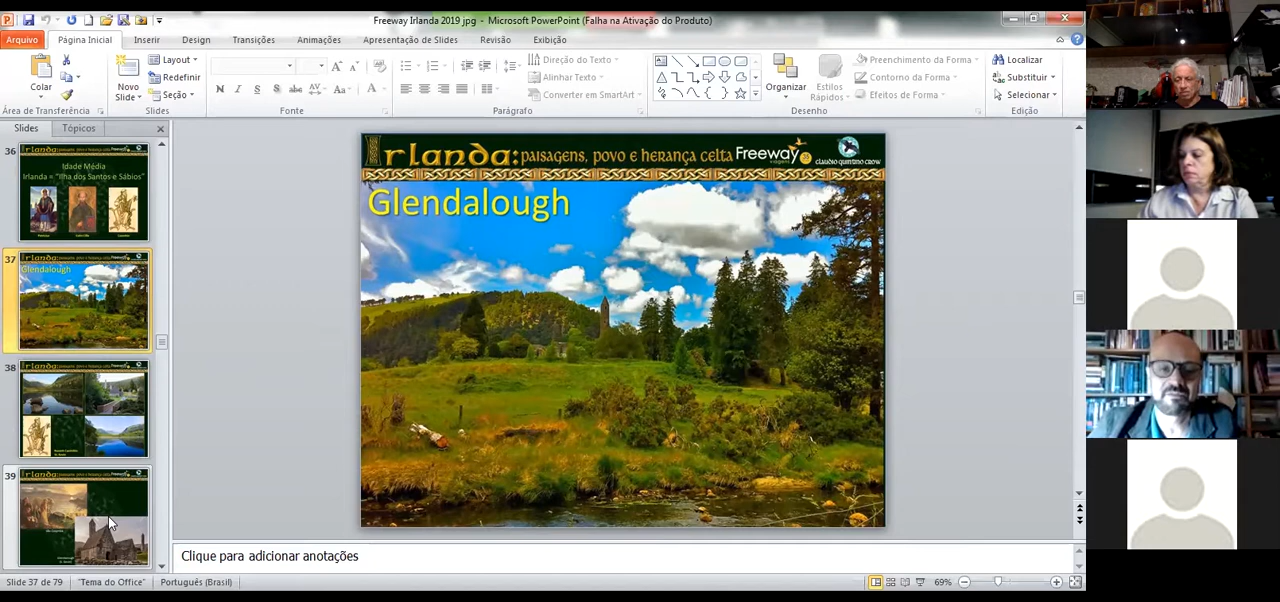 Freeway Irlanda 2019 jpg - Microsoft PowerPoint (Falha na Ativação do Produto)
Arquivo
Página Inicial
Inserir
Design
Transições
Animações
Apresentação de Slides
Revisão
Exibição
Colar
Área de Transferência
Novo Slide
Layout
Redefinir
Seção
Slides
N I S S abc AV Aa A
Fonte
Direção do Texto
Alinhar Texto
Converter em SmartArt
Parágrafo
Organizar
Estilos Rápidos
Preenchimento da Forma
Contorno da Forma
Efeitos de Forma
Desenho
Localizar
Substituir
Selecionar
Edição
Slides
Tópicos
36
Idade Média
Irlanda = "Ilha dos Santos e Sábios"
37
Glendalough
38
39
Irlanda: paisagens, povo e herança celta Freeway viagens 35 CLAUDIO QUINTINO CROW
Glendalough
Clique para adicionar anotações
Slide 37 de 79
"Tema do Office"
Português (Brasil)
69%